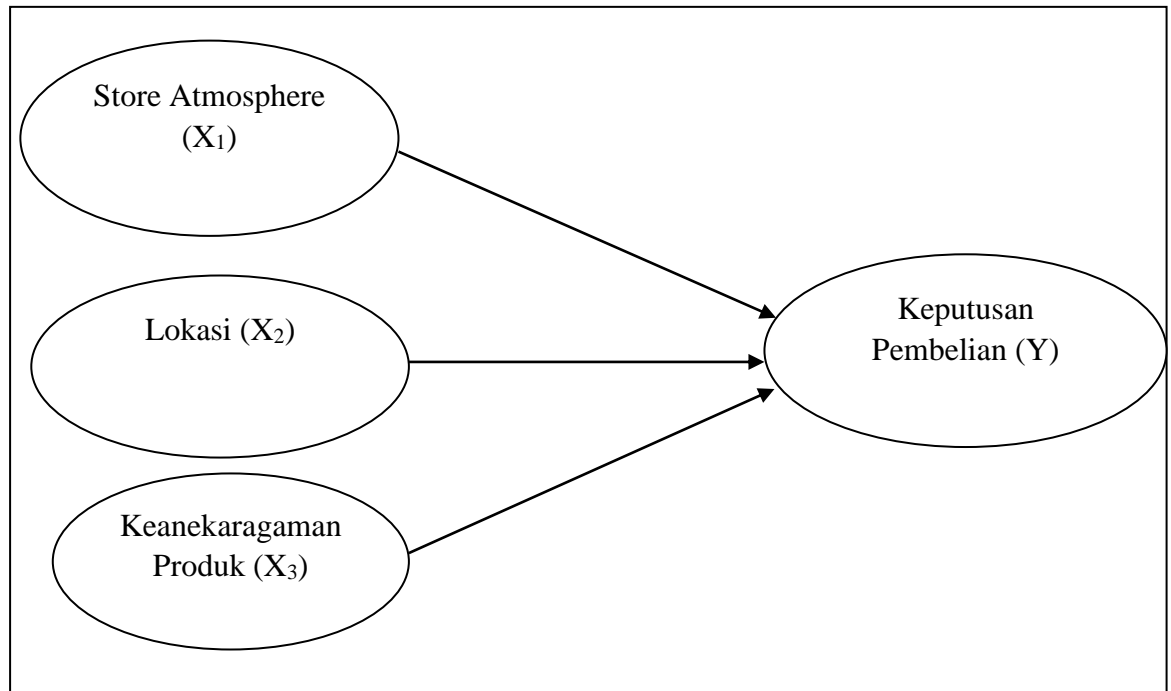 Store Atmosphere
(X₁)
Lokasi (X₂)
Keanekaragaman
Produk (X₃)
Keputusan
Pembelian (Y)